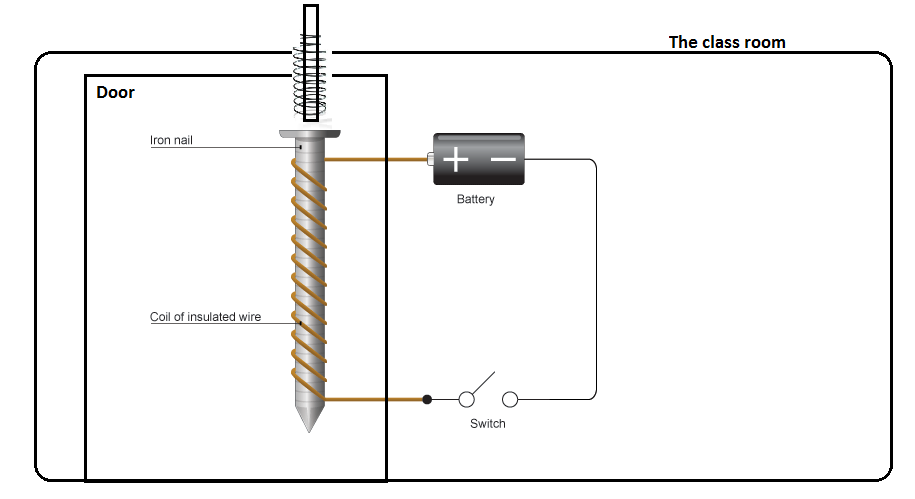 The class room
Door
Iron nail
+ −
Battery
Coil of insulated wire
Switch